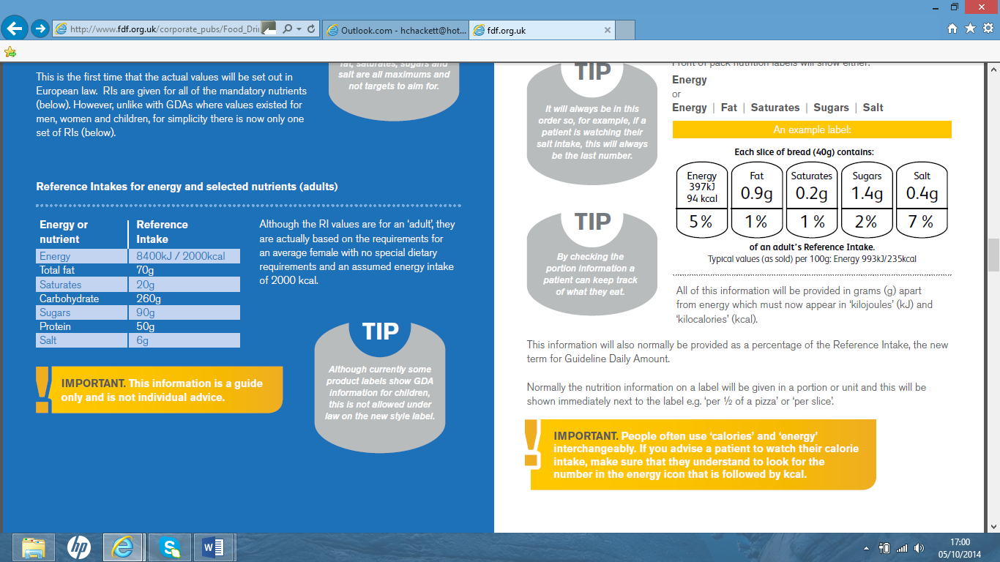 http://www.fdf.org.uk/corporate_pubs/Food_Dri
Outlook.com - hchackett@hot...
fdf.org.uk
This is the first time that the actual values will be set out in
European law. RIs are given for all of the mandatory nutrients
(below). However, unlike with GDAs where values existed for
men, women and children, for simplicity there is now only one
set of RIs (below).
fat, saturates, sugars and
salt are all maximums and
not targets to aim for.
Reference Intakes for energy and selected nutrients (adults)
Energy or nutrient Reference Intake
Energy 8400kJ / 2000kcal
Total fat 70g
Saturates 20g
Carbohydrate 260g
Sugars 90g
Protein 50g
Salt 6g
Although the RI values are for an ‘adult’, they
are actually based on the requirements for
an average female with no special dietary
requirements and an assumed energy intake
of 2000 kcal.
IMPORTANT. This information is a guide
only and is not individual advice.
TIP
Although currently some
product labels show GDA
information for children,
this is not allowed under
law on the new style label.
TIP
It will always be in this
order so, for example, if a
patient is watching their
salt intake, this will always
be the last number.
TIP
By checking the
portion information a
patient can keep track
of what they eat.
Front of pack nutrition labels will show either:
Energy
or
Energy | Fat | Saturates | Sugars | Salt
An example label:
Each slice of bread (40g) contains:
Energy Fat Saturates Sugars Salt
397kJ
94 kcal 0.9g 0.2g 1.4g 0.4g
5% 1% 1% 2% 7%
of an adult’s Reference Intake.
Typical values (as sold) per 100g: Energy 993kJ/235kcal
All of this information will be provided in grams (g) apart
from energy which must now appear in ‘kilojoules’ (kJ) and
‘kilocalories’ (kcal).
This information will also normally be provided as a percentage of the Reference Intake, the new
term for Guideline Daily Amount.
Normally the nutrition information on a label will be given in a portion or unit and this will be
shown immediately next to the label e.g. ‘per ½ of a pizza’ or ‘per slice’.
IMPORTANT. People often use ‘calories’ and ‘energy’
interchangeably. If you advise a patient to watch their calorie
intake, make sure that they understand to look for the
number in the energy icon that is followed by kcal.
hp
17:00
05/10/2014